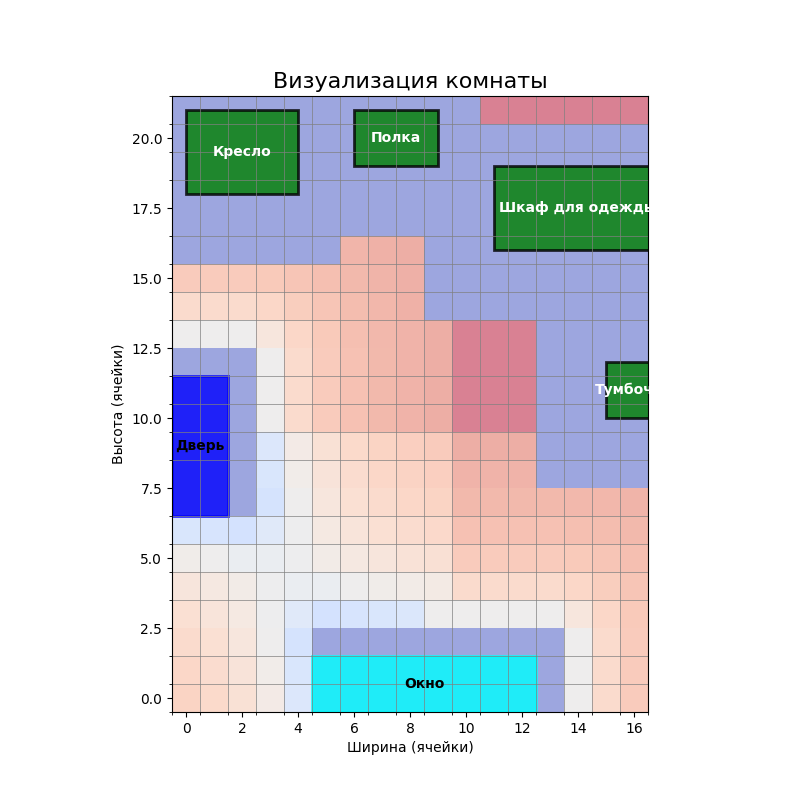 Визуализация комнаты
Высота (ячейки)
20.0
17.5
15.0
12.5
10.0
7.5
5.0
2.5
0.0
Кресло
Полка
Шкаф для одежды
Тумбоч
Дверь
Окно
0 2 4 6 8 10 12 14 16
Ширина (ячейки)